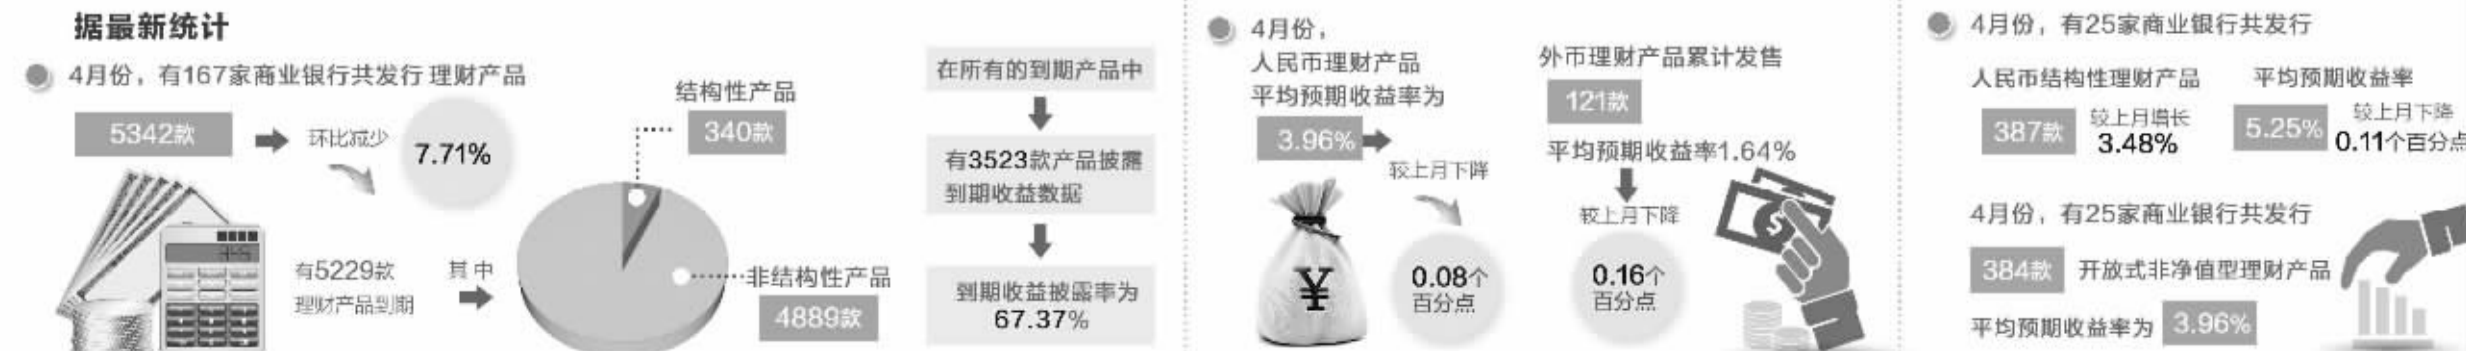 据最新统计
4月份，有167家商业银行共发行理财产品
5342款
环比减少
7.71%
有5229款
理财产品到期
其中
结构性产品
340款
非结构性产品
4889款
在所有的到期产品中
有3523款产品披露
到期收益数据
到期收益披露率为
67.37%
4月份，
人民币理财产品
平均预期收益率为
3.96%
较上月下降
0.08个
百分点
外币理财产品累计发售
121款
平均预期收益率1.64%
较上月下降
0.16个
百分点
4月份，有25家商业银行共发行
人民币结构性理财产品
387款
较上月增长
3.48%
平均预期收益率
5.25%
较上月下降
0.11个百分点
4月份，有25家商业银行共发行
384款 开放式非净值型理财产品
平均预期收益率为 3.96%